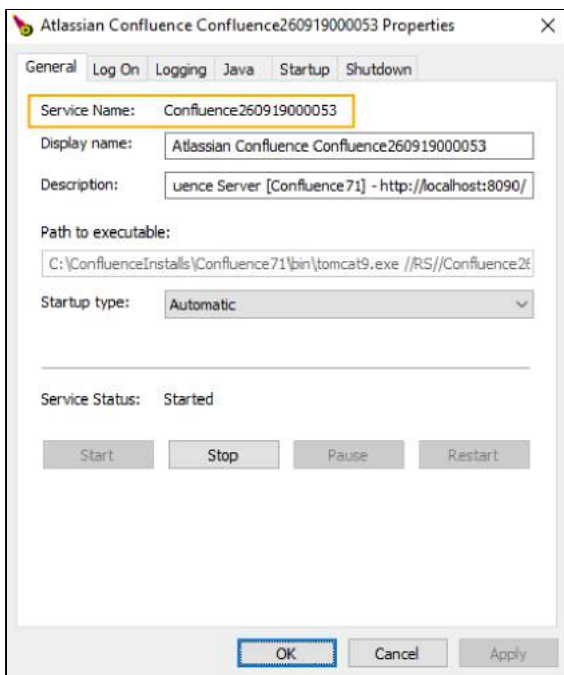 Atlassian Confluence Confluence260919000053 Properties
General Log On Logging Java Startup Shutdown
Service Name: Confluence260919000053
Display name: Atlassian Confluence Confluence260919000053
Description: uence Server [Confluence71] - http://localhost:8090/
Path to executable:
C:\ConfluenceInstalls\Confluence71\bin\tomcat9.exe //RS//Confluence26
Startup type: Automatic
Service Status: Started
Start Stop Pause Restart
OK Cancel Apply